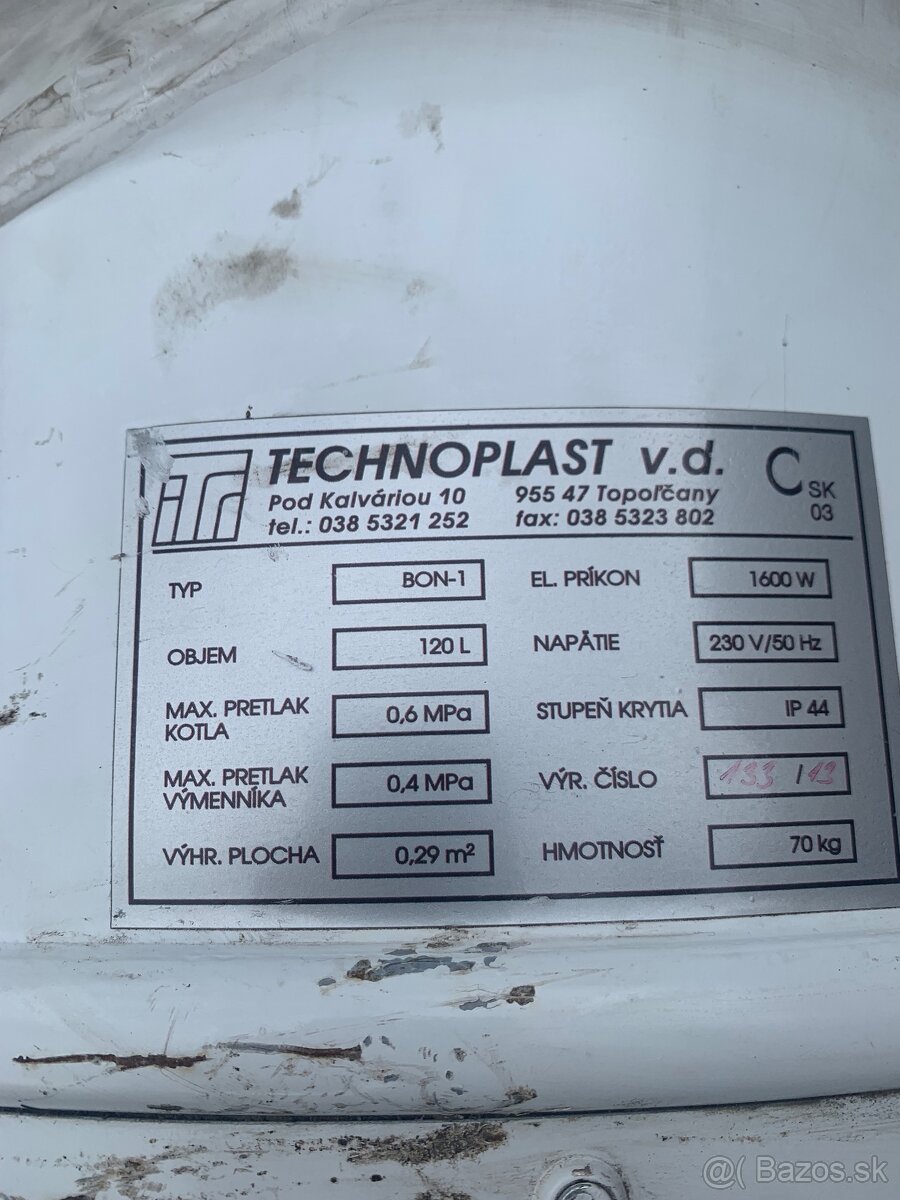 TECHNOPLAST v.d.
Pod Kalváriou 10 955 47 Topoľčany
tel.: 038 5321 252 fax: 038 5323 802
C SK
03
TYP BON-1 EL. PRÍKON 1600 W
OBJEM 120 L NAPÄTIE 230 V/50 Hz
MAX. PRETLAK
KOTLA 0,6 MPa STUPEŇ KRYTIA IP 44
MAX. PRETLAK
VÝMENNÍKA 0,4 MPa VÝR. ČÍSLO 133 / 13
VÝHR. PLOCHA 0,29 m² HMOTNOSŤ 70 kg
@( Bazos.sk